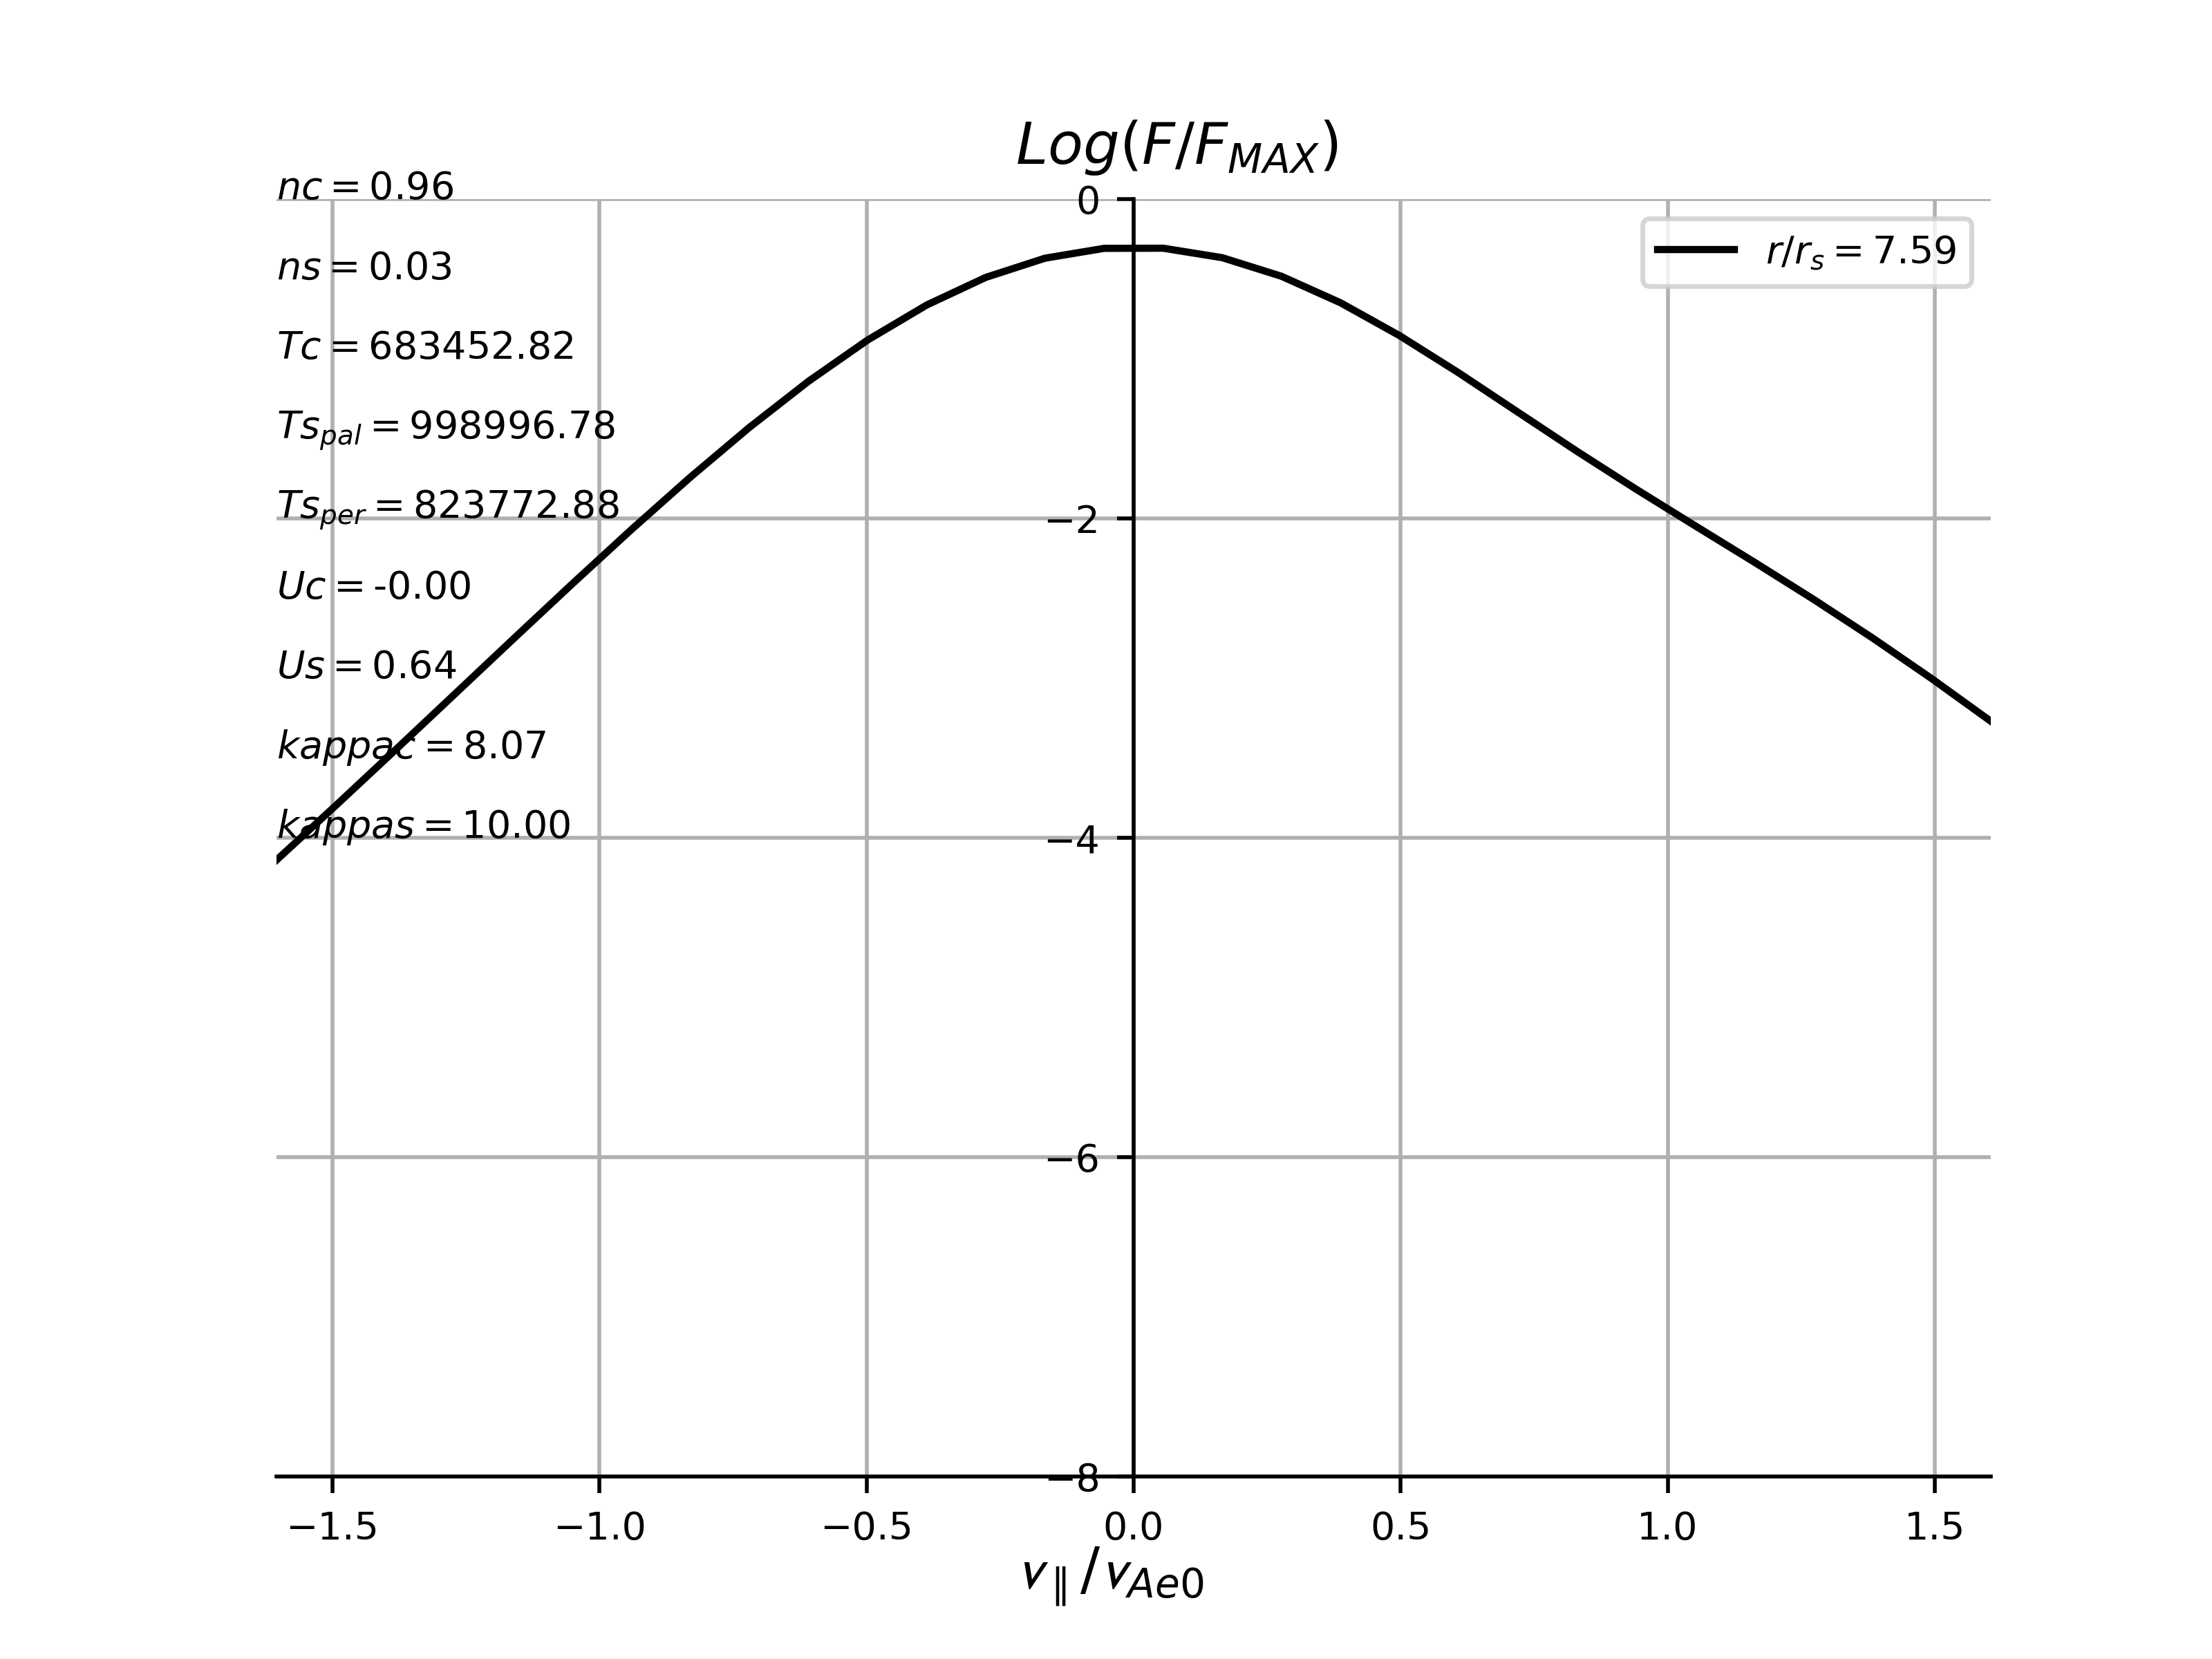 Log(F/F_MAX)
nc = 0.96
0
r/r_s = 7.59
ns = 0.03
Tc = 683452.82
Ts_pal = 998996.78
Ts_per = 823772.88
−2
Uc = -0.00
Us = 0.64
kappac = 8.07
kappas = 10.00
−4
−6
−8
−1.5 −1.0 −0.5 0.0 0.5 1.0 1.5
v_∥/v_Ae0